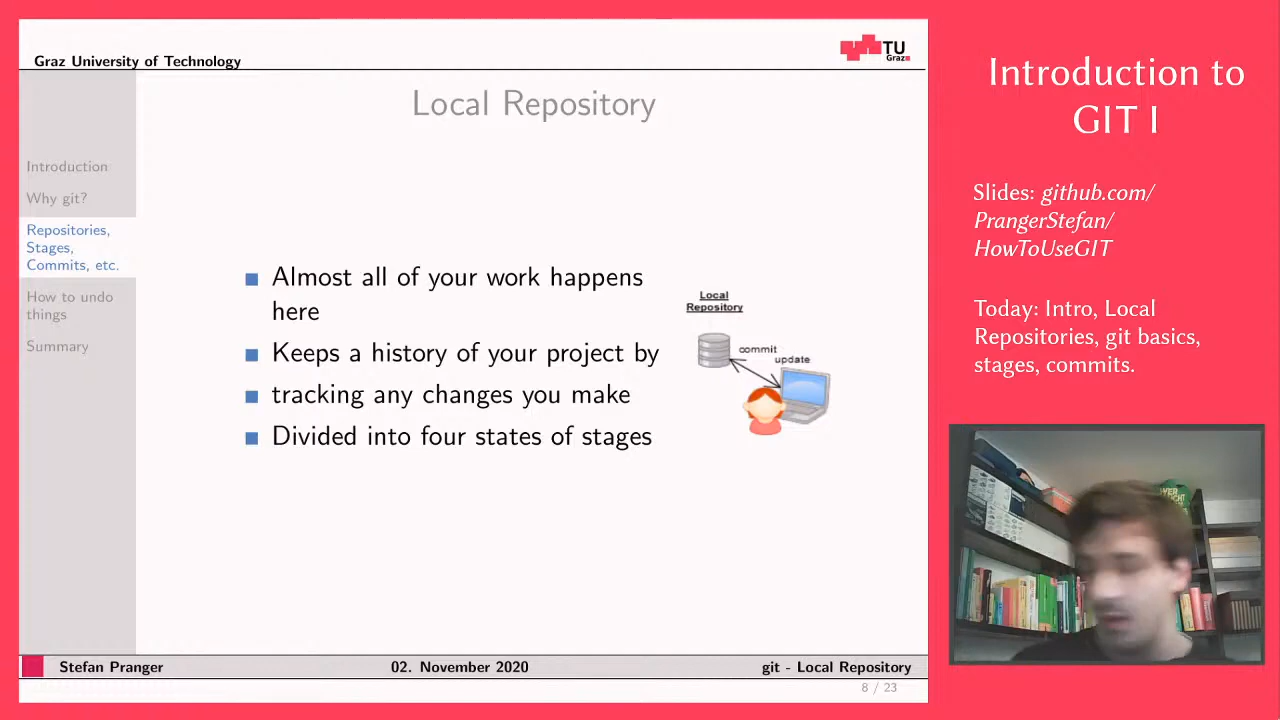 Graz University of Technology
TU
Graz
Local Repository
Introduction
Why git?
Repositories,
Stages,
Commits, etc.
How to undo
things
Summary
Almost all of your work happens
here
Keeps a history of your project by
tracking any changes you make
Divided into four states of stages
Local
Repository
commit
update
Stefan Pranger
02. November 2020
git - Local Repository
8 / 23
Introduction to
GIT I
Slides: github.com/
PrangerStefan/
HowToUseGIT
Today: Intro, Local
Repositories, git basics,
stages, commits.